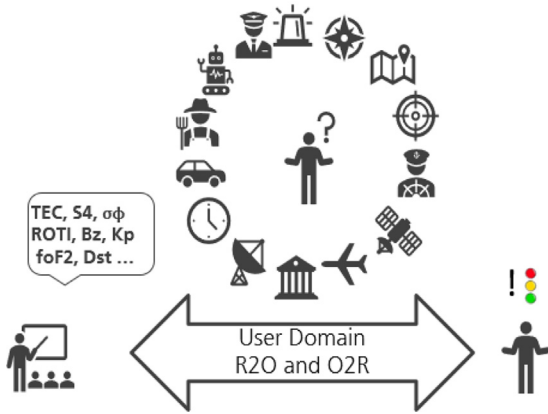 ?
TEC, S4, σϕ
ROTI, Bz, Kp
foF2, Dst ...
!
User Domain
R2O and O2R